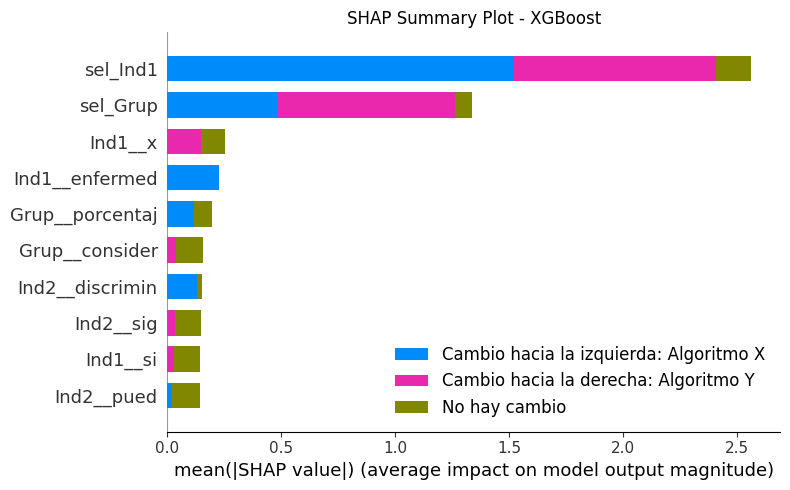 SHAP Summary Plot - XGBoost
sel_Ind1
sel_Grup
Ind1__x
Ind1__enfermed
Grup__porcentaj
Grup__consider
Ind2__discrimin
Ind2__sig
Ind1__si
Ind2__pued
Cambio hacia la izquierda: Algoritmo X
Cambio hacia la derecha: Algoritmo Y
No hay cambio
0.0 0.5 1.0 1.5 2.0 2.5
mean(|SHAP value|) (average impact on model output magnitude)